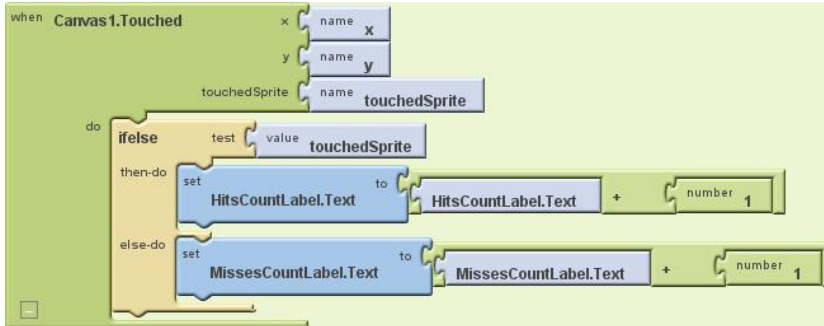 when Canvas1.Touched x name x
y name y
touchedSprite name touchedSprite
do ifelse test value touchedSprite
then-do set HitsCountLabel.Text to HitsCountLabel.Text + number 1
else-do set MissesCountLabel.Text to MissesCountLabel.Text + number 1